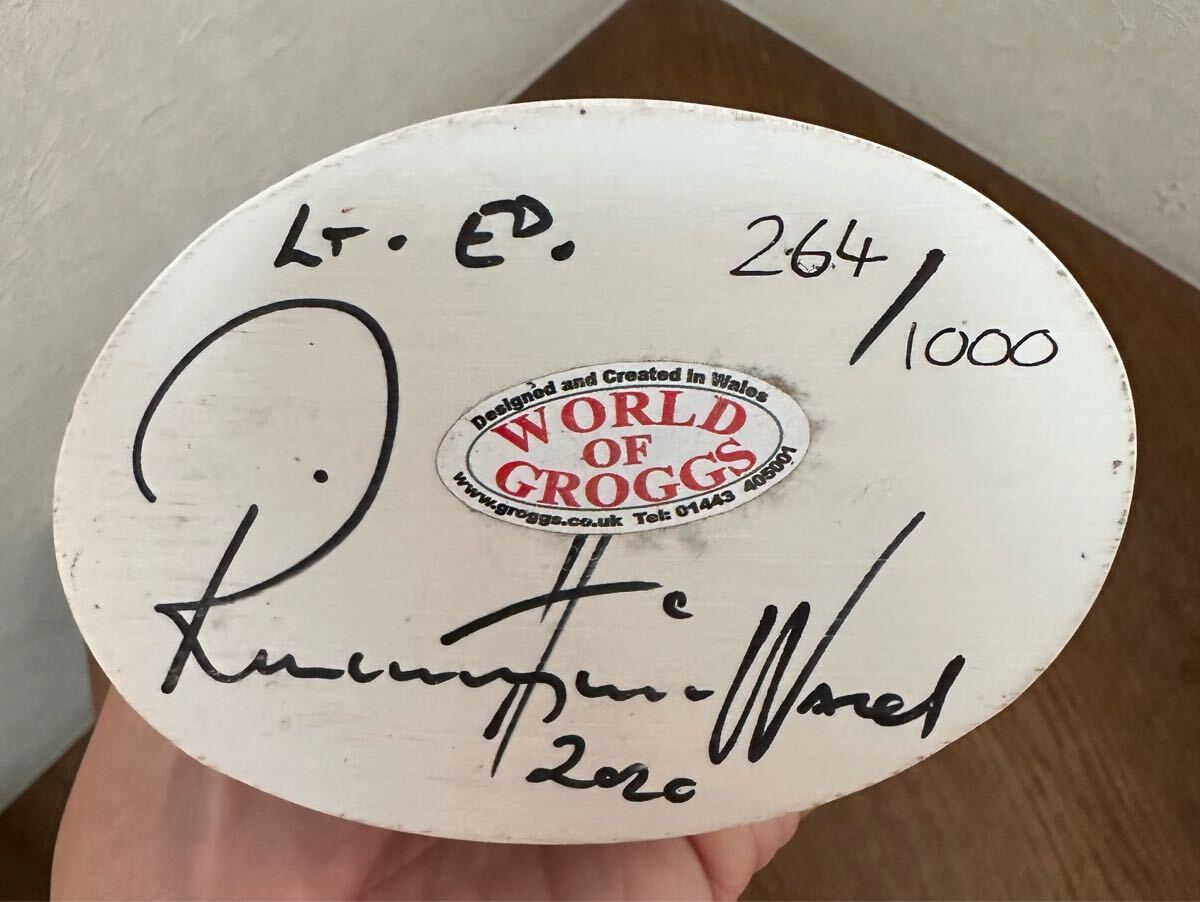 LT. ED. 264/1000
Designed and Created in Wales
WORLD
OF
GROGGS
www.groggs.co.uk Tel: 01443 405001
2020